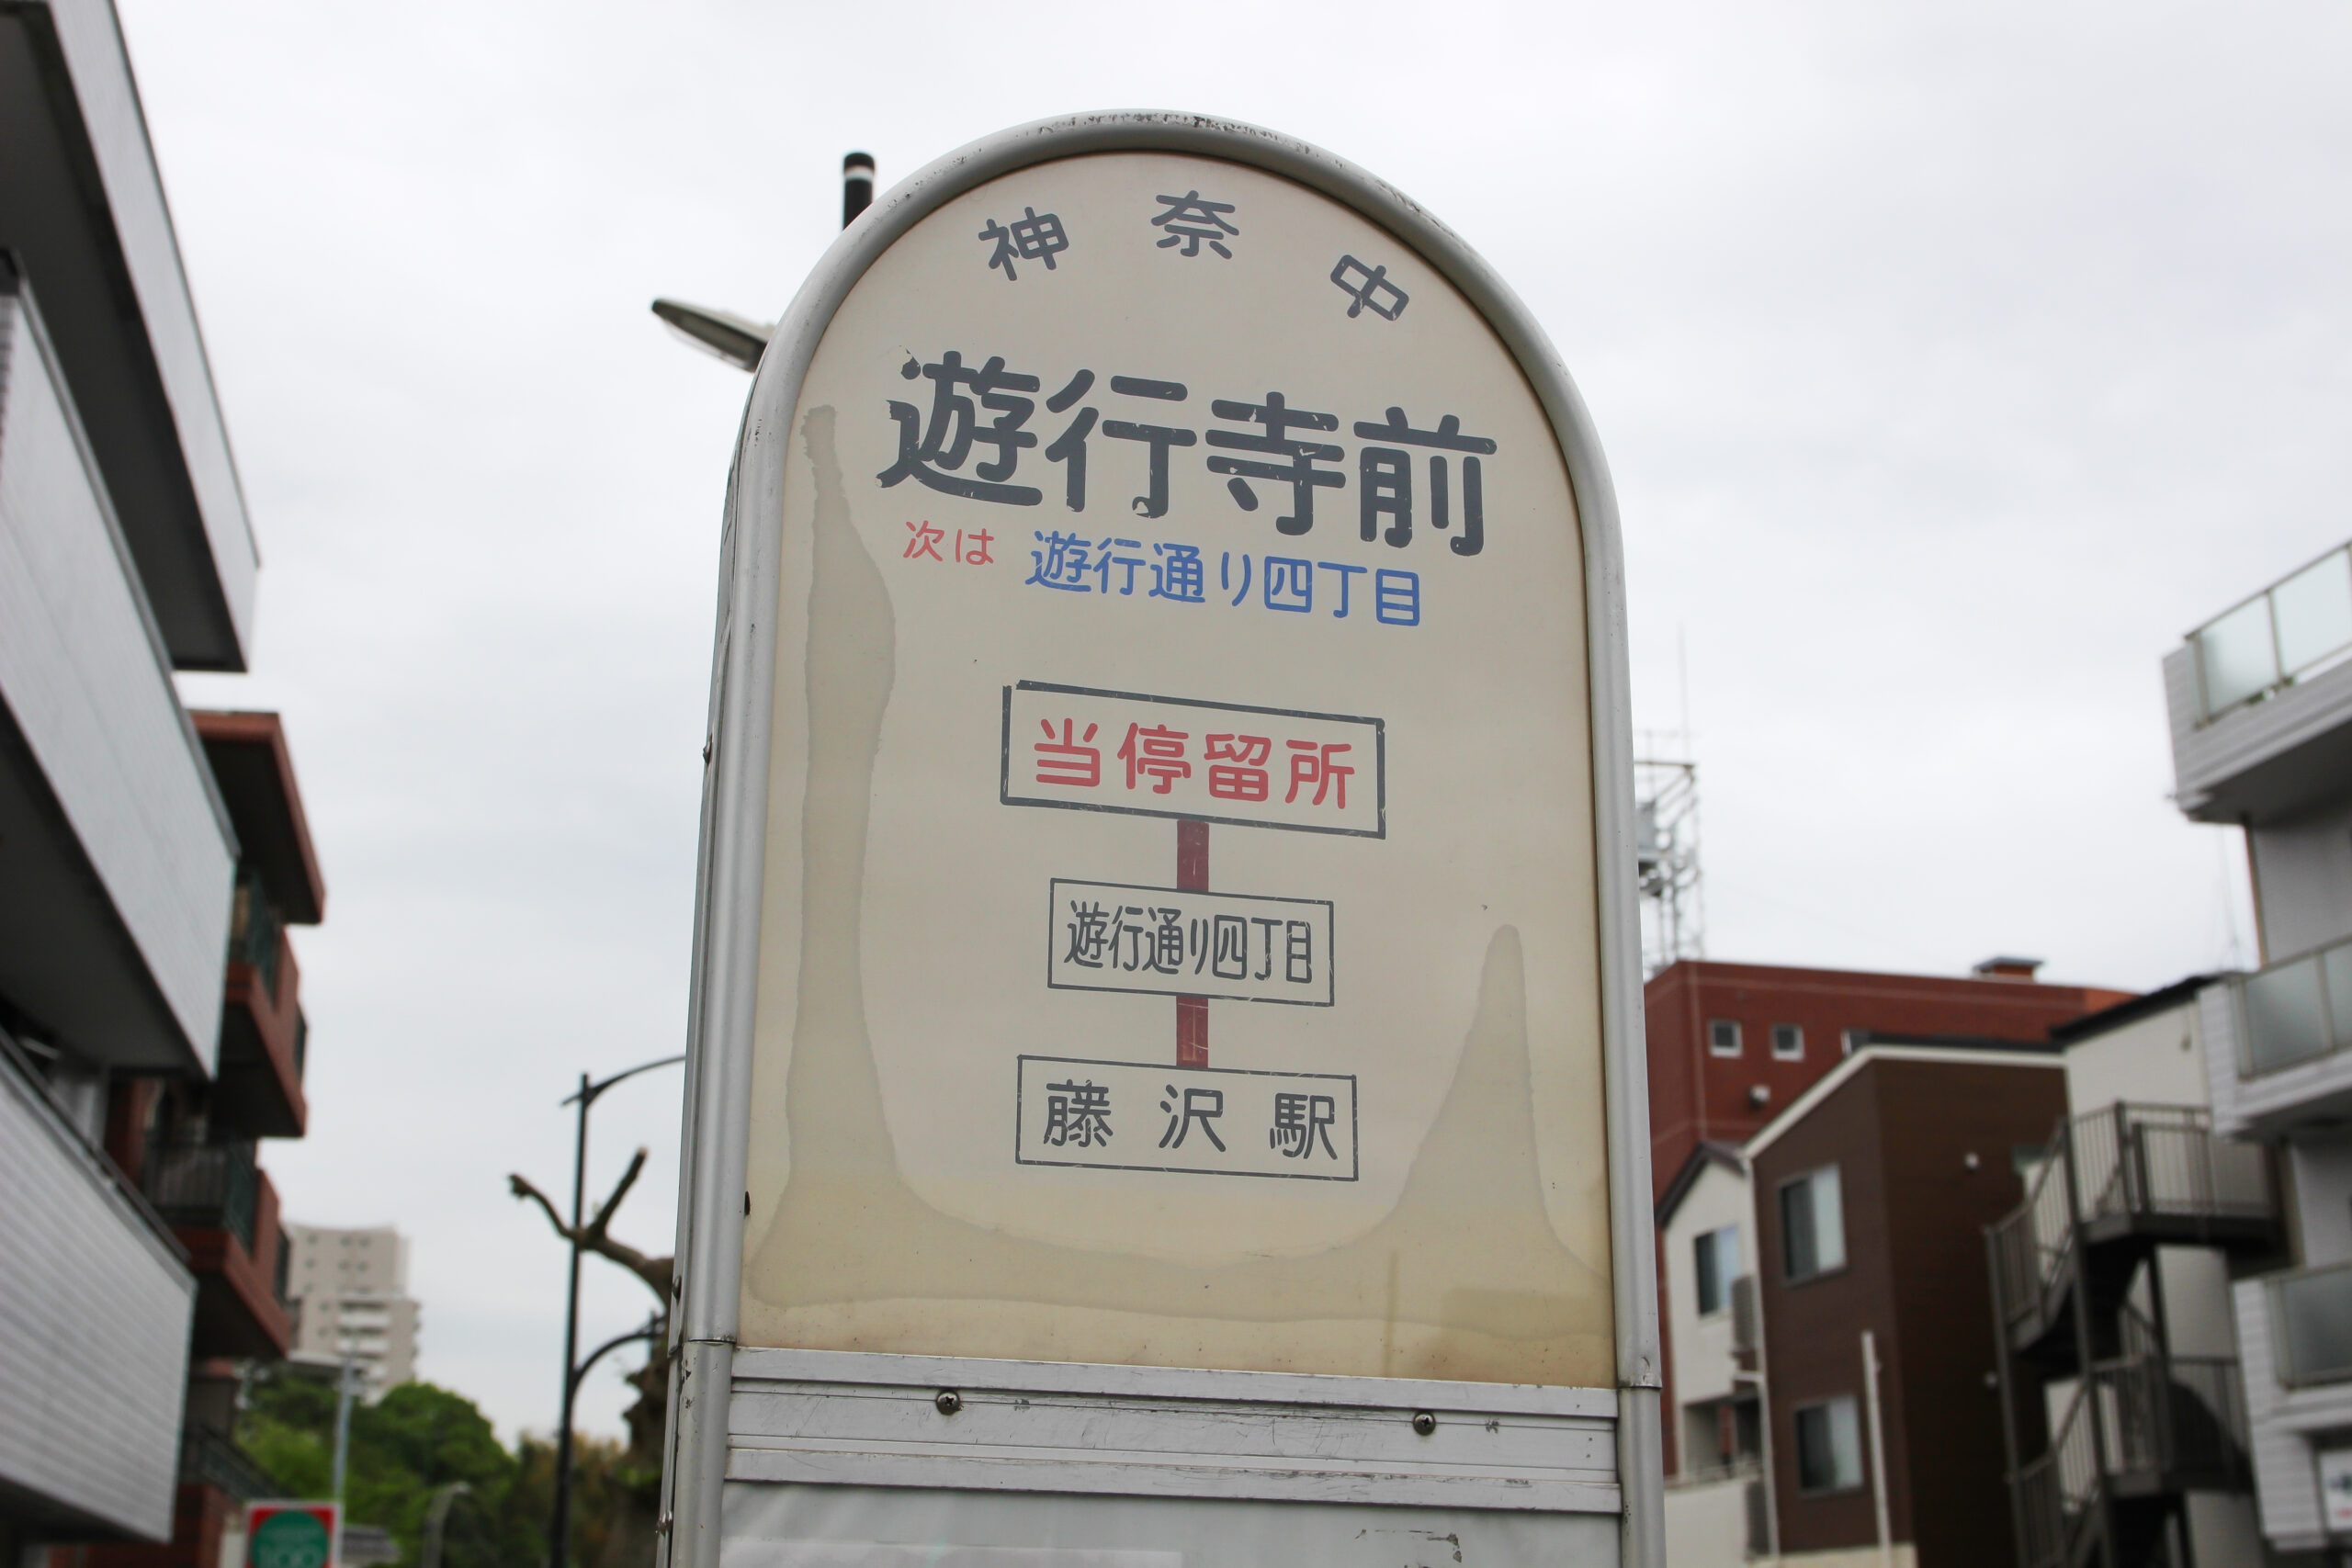 神奈中
遊行寺前
次は 遊行通り四丁目
当停留所
遊行通り四丁目
藤沢駅